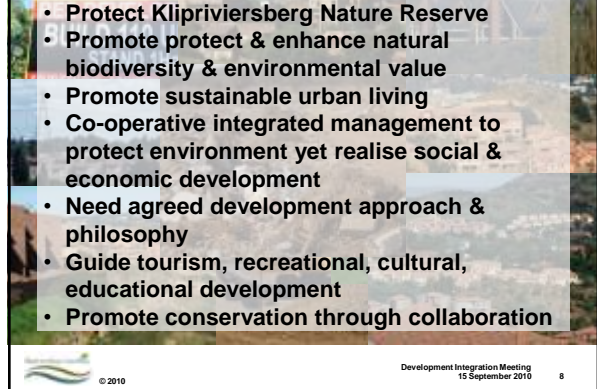 • Protect Klipriviersberg Nature Reserve
• Promote protect & enhance natural
biodiversity & environmental value
• Promote sustainable urban living
• Co-operative integrated management to
protect environment yet realise social &
economic development
• Need agreed development approach &
philosophy
• Guide tourism, recreational, cultural,
educational development
• Promote conservation through collaboration
© 2010
Development Integration Meeting
15 September 2010
8